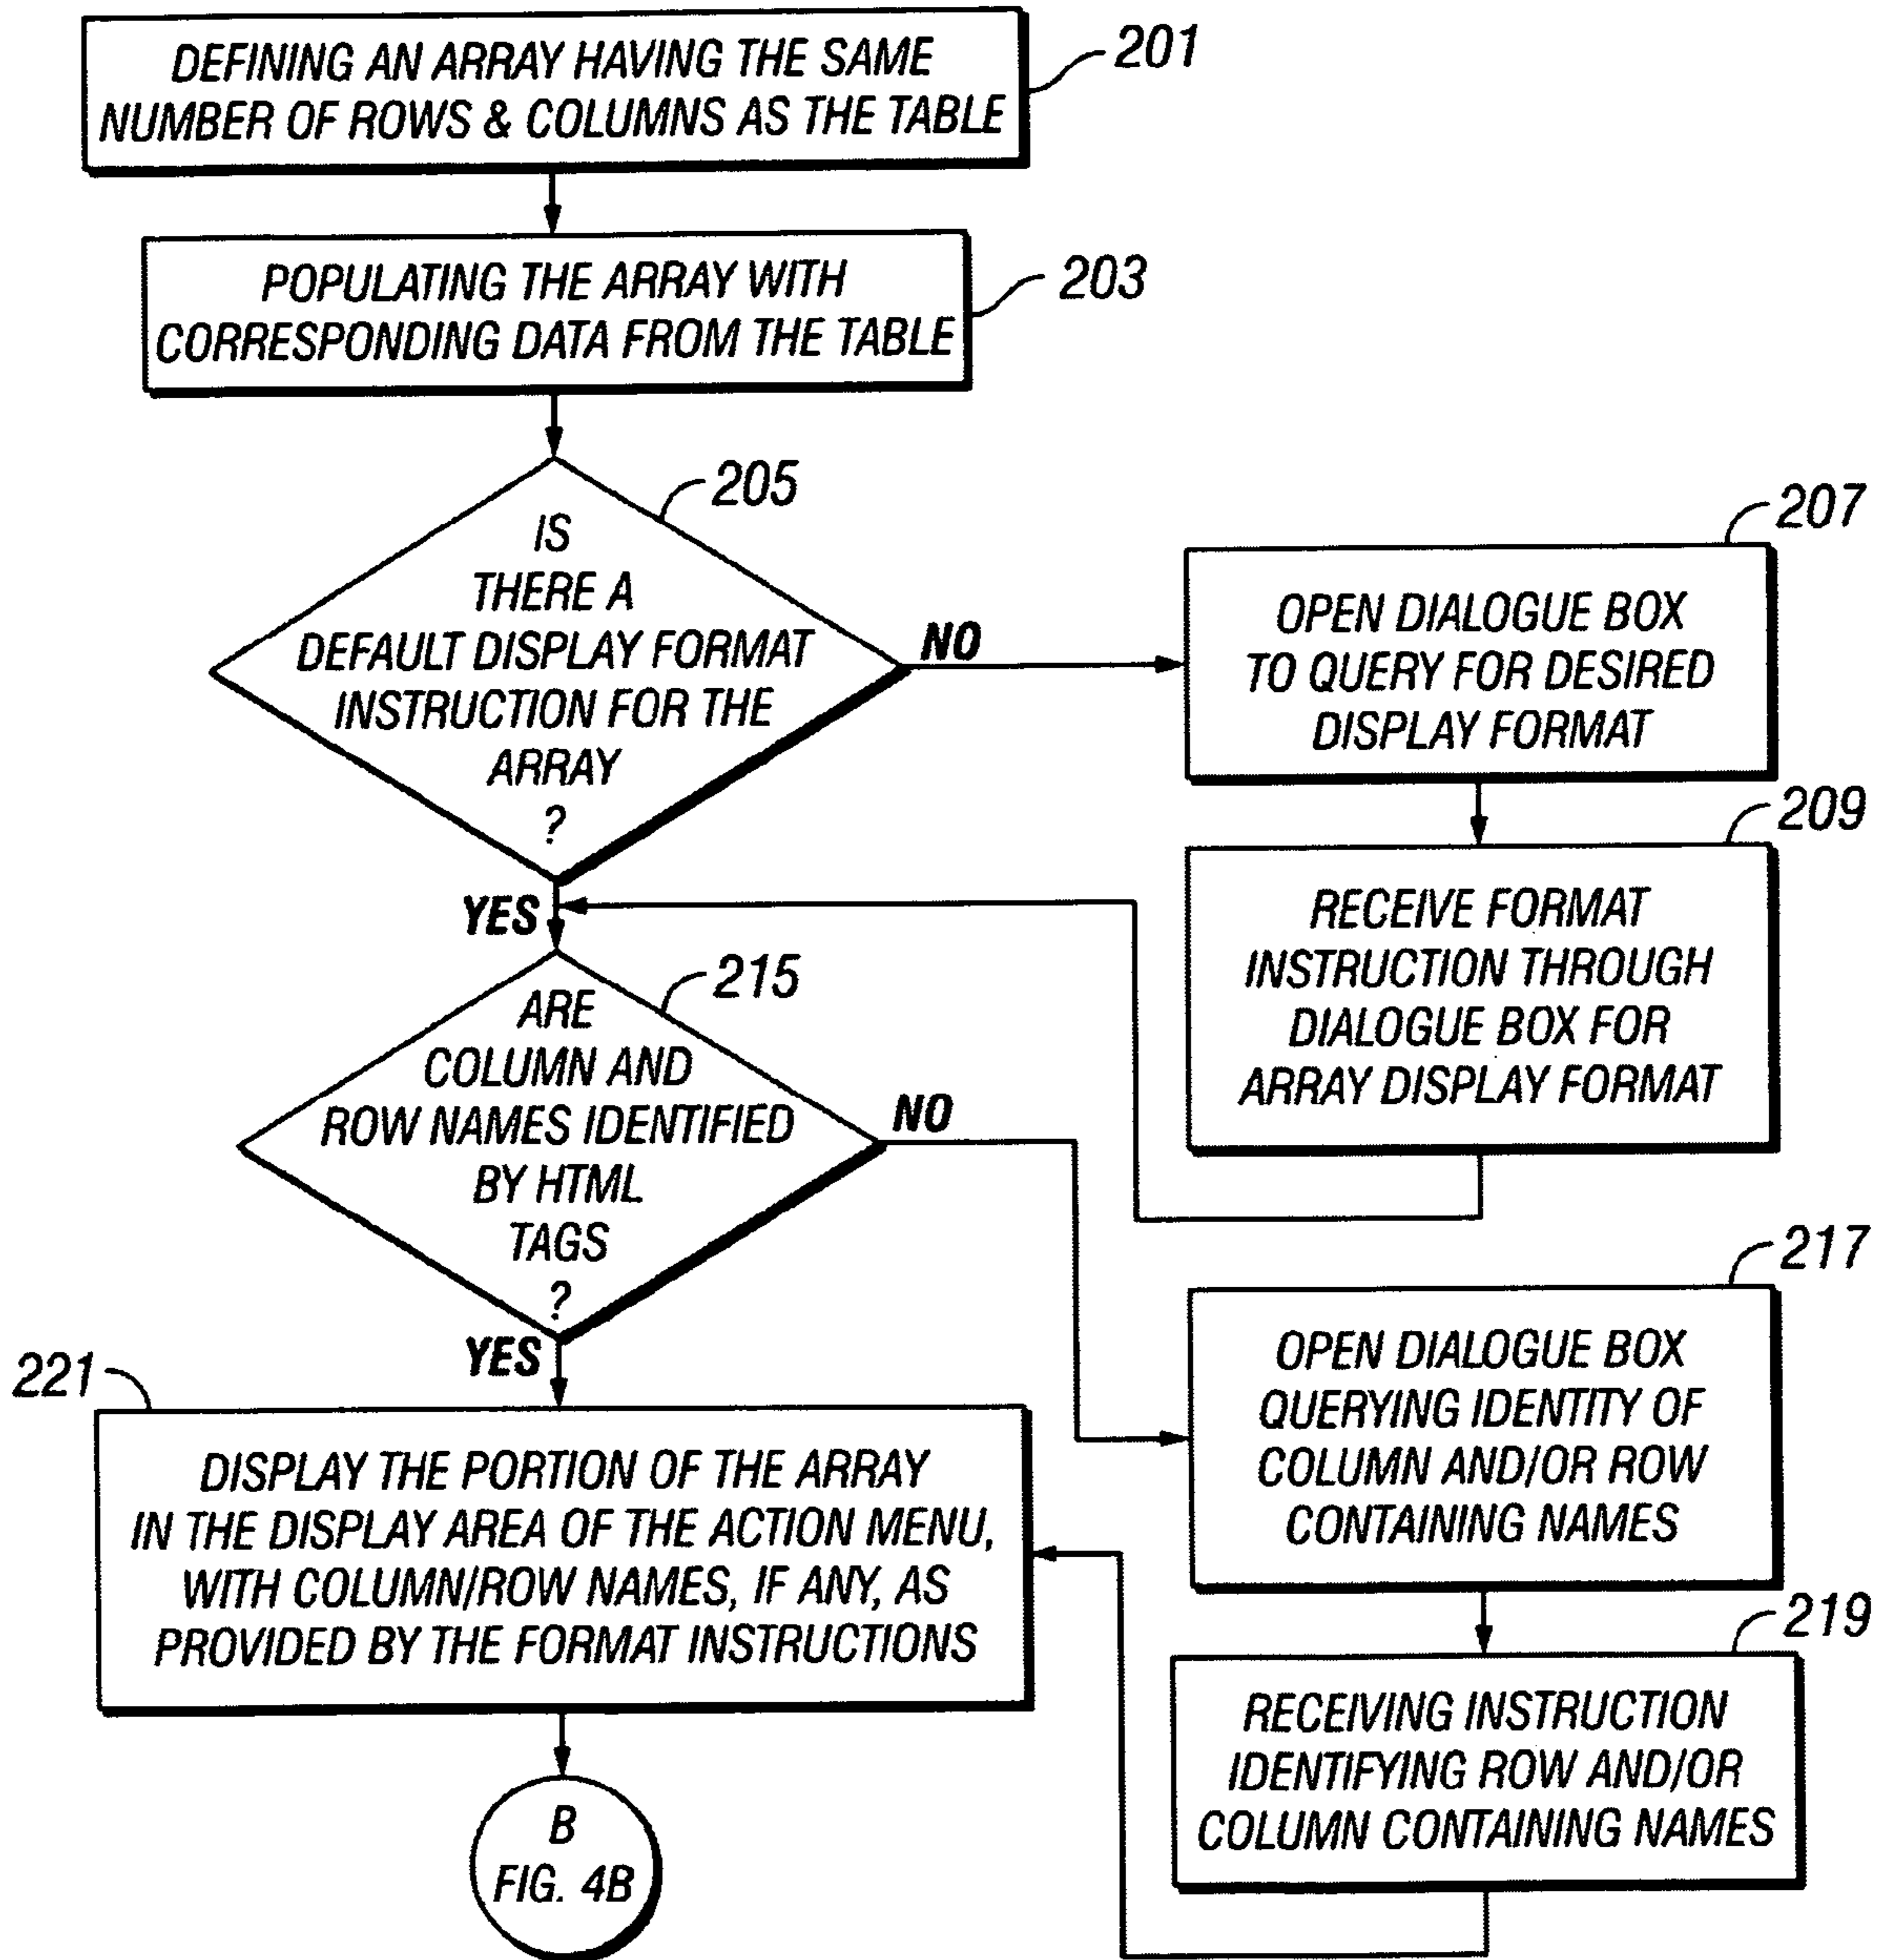 DEFINING AN ARRAY HAVING THE SAME
NUMBER OF ROWS & COLUMNS AS THE TABLE
201
POPULATING THE ARRAY WITH
CORRESPONDING DATA FROM THE TABLE
203
IS
THERE A
DEFAULT DISPLAY FORMAT
INSTRUCTION FOR THE
ARRAY
?
205
NO
YES
207
OPEN DIALOGUE BOX
TO QUERY FOR DESIRED
DISPLAY FORMAT
209
RECEIVE FORMAT
INSTRUCTION THROUGH
DIALOGUE BOX FOR
ARRAY DISPLAY FORMAT
215
ARE
COLUMN AND
ROW NAMES IDENTIFIED
BY HTML
TAGS
?
NO
YES
217
OPEN DIALOGUE BOX
QUERYING IDENTITY OF
COLUMN AND/OR ROW
CONTAINING NAMES
219
RECEIVING INSTRUCTION
IDENTIFYING ROW AND/OR
COLUMN CONTAINING NAMES
221
DISPLAY THE PORTION OF THE ARRAY
IN THE DISPLAY AREA OF THE ACTION MENU,
WITH COLUMN/ROW NAMES, IF ANY, AS
PROVIDED BY THE FORMAT INSTRUCTIONS
B
FIG. 4B